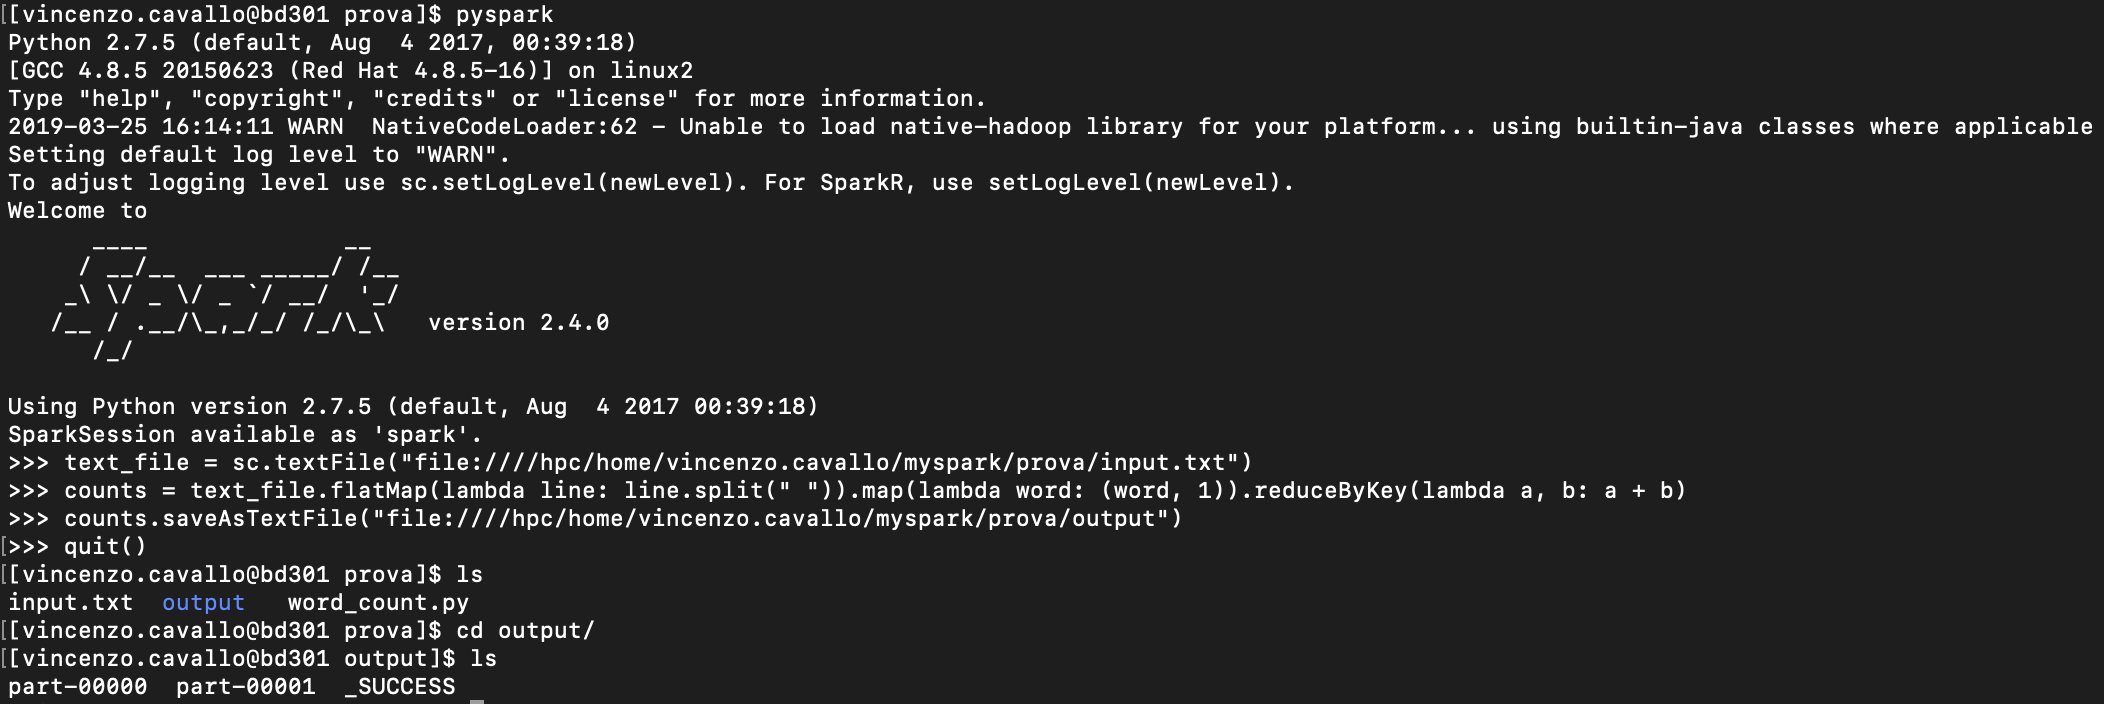 [[vincenzo.cavallo@bd301 prova]$ pyspark
Python 2.7.5 (default, Aug  4 2017, 00:39:18)
[GCC 4.8.5 20150623 (Red Hat 4.8.5-16)] on linux2
Type "help", "copyright", "credits" or "license" for more information.
2019-03-25 16:14:11 WARN  NativeCodeLoader:62 - Unable to load native-hadoop library for your platform... using builtin-java classes where applicable
Setting default log level to "WARN".
To adjust logging level use sc.setLogLevel(newLevel). For SparkR, use setLogLevel(newLevel).
Welcome to
      ____              __
     / __/__  ___ _____/ /__
    _\ \/ _ \/ _ `/ __/  '_/
   /__ / .__/\_,_/_/ /_/\_\   version 2.4.0
      /_/
Using Python version 2.7.5 (default, Aug  4 2017 00:39:18)
SparkSession available as 'spark'.
>>> text_file = sc.textFile("file:////hpc/home/vincenzo.cavallo/myspark/prova/input.txt")
>>> counts = text_file.flatMap(lambda line: line.split(" ")).map(lambda word: (word, 1)).reduceByKey(lambda a, b: a + b)
>>> counts.saveAsTextFile("file:////hpc/home/vincenzo.cavallo/myspark/prova/output")
[>>> quit()
[[vincenzo.cavallo@bd301 prova]$ ls
input.txt  output   word_count.py
[[vincenzo.cavallo@bd301 prova]$ cd output/
[[vincenzo.cavallo@bd301 output]$ ls
part-00000  part-00001  _SUCCESS